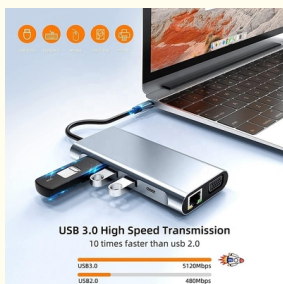 USB 3.0 High Speed Transmission
10 times faster than usb 2.0
USB3.0 5120Mbps
USB2.0 480Mbps